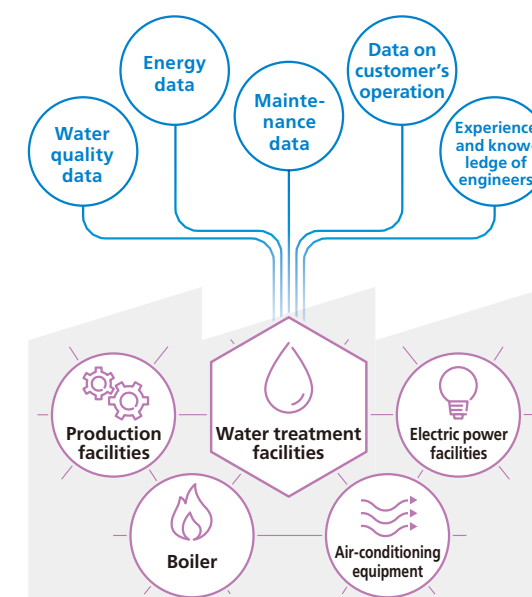 Energy
data
Data on
customer's
operation
Mainte-
nance
data
Water
quality
data
Experience
and know-
ledge of
engineers
Production
facilities
Water treatment
facilities
Electric power
facilities
Boiler
Air-conditioning
equipment